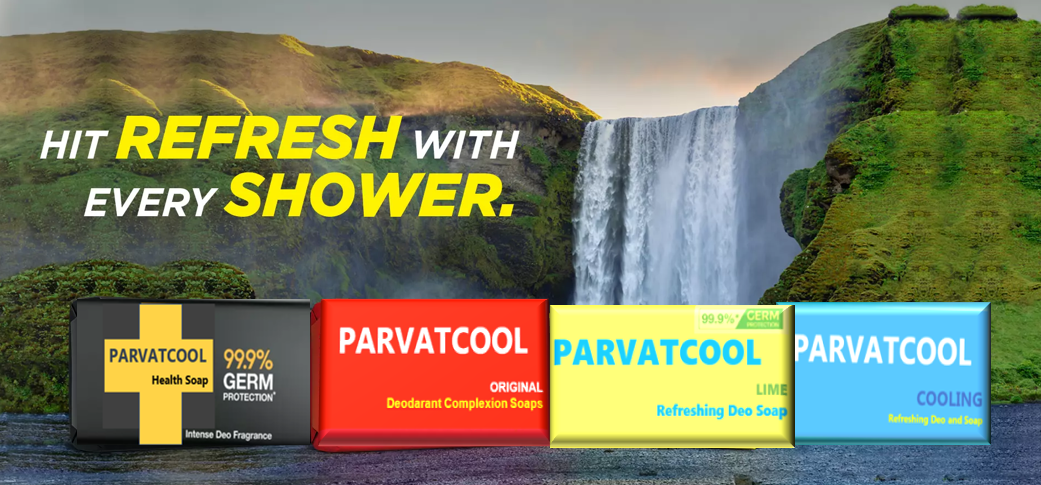 HIT REFRESH WITH
EVERY SHOWER.
PARVATCOOL
Health Soap
99.9%
GERM
PROTECTION*
Intense Deo Fragrance
PARVATCOOL
ORIGINAL
Deodarant Complexion Soaps
99.9%* GERM
PROTECTION
PARVATCOOL
LIME
Refreshing Deo Soap
PARVATCOOL
COOLING
Refreshing Deo and Soap